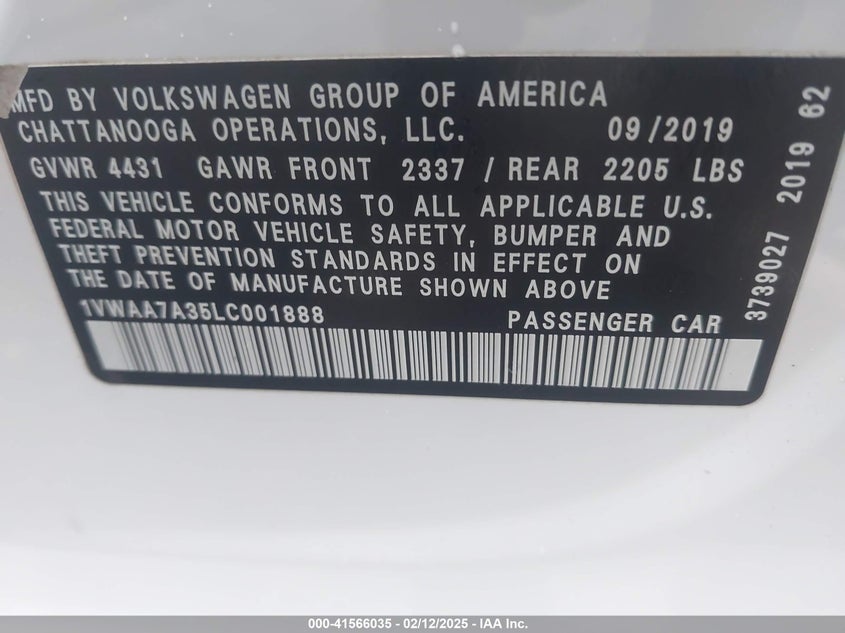 MFD BY VOLKSWAGEN GROUP OF AMERICA
CHATTANOOGA OPERATIONS, LLC. 09/2019
GVWR 4431 GAWR FRONT 2337 / REAR 2205 LBS
THIS VEHICLE CONFORMS TO ALL APPLICABLE U.S.
FEDERAL MOTOR VEHICLE SAFETY, BUMPER AND
THEFT PREVENTION STANDARDS IN EFFECT ON
THE DATE OF MANUFACTURE SHOWN ABOVE
1VWAA7A35LC001888 PASSENGER CAR
3739027 2019 62
000-41566035 - 02/12/2025 - IAA Inc.